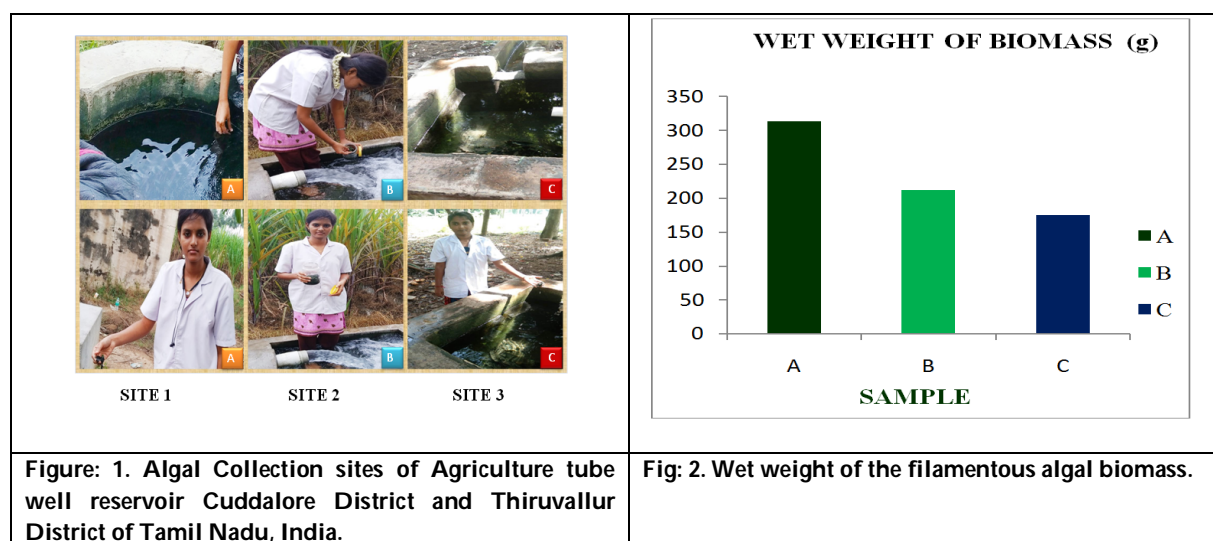 A
B
C
A
B
C
SITE 1
SITE 2
SITE 3
Figure: 1. Algal Collection sites of Agriculture tube
well reservoir Cuddalore District and Thiruvallur
District of Tamil Nadu, India.
WET WEIGHT OF BIOMASS (g)
350
300
250
200
150
100
50
0
A B C
SAMPLE
A
B
C
Fig: 2. Wet weight of the filamentous algal biomass.